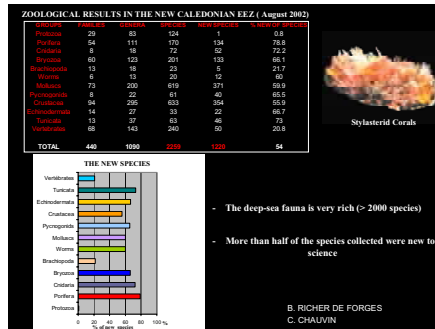 ZOOLOGICAL RESULTS IN THE NEW CALEDONIAN EEZ ( August 2002)
GROUPS FAMILIES GENERA SPECIES NEW SPECIES % NEW SP.
Protozoa 29 83 124 1 0.8
Porifera 54 111 170 134 78.8
Cnidaria 8 18 72 52 72.2
Bryozoa 60 123 201 133 66.1
Brachiopoda 13 18 23 5 21.7
Worms 6 13 20 12 60
Mollusks 73 200 619 371 59.9
Pycnogonids 8 22 61 40 65.5
Crustacea 94 295 633 354 55.9
Echinodermata 14 27 33 22 66.7
Tunicata 13 37 63 46 73
Vertebrates 68 143 240 50 20.8
TOTAL 440 1090 2259 1220 54
Stylasterid Corals
THE NEW SPECIES
Vertébrates
Tunicata
Echinodermata
Crustacea
Pycnogonids
Mollusca
Worms
Brachiopoda
Bryozoa
Cnidaria
Porifera
Protozoa
0 20 40 60 80 100 %
% of new species
- The deep-sea fauna is very rich (> 2000 species)
- More than half of the species collected were new to
science
B. RICHER DE FORGES
C. CHAUVIN